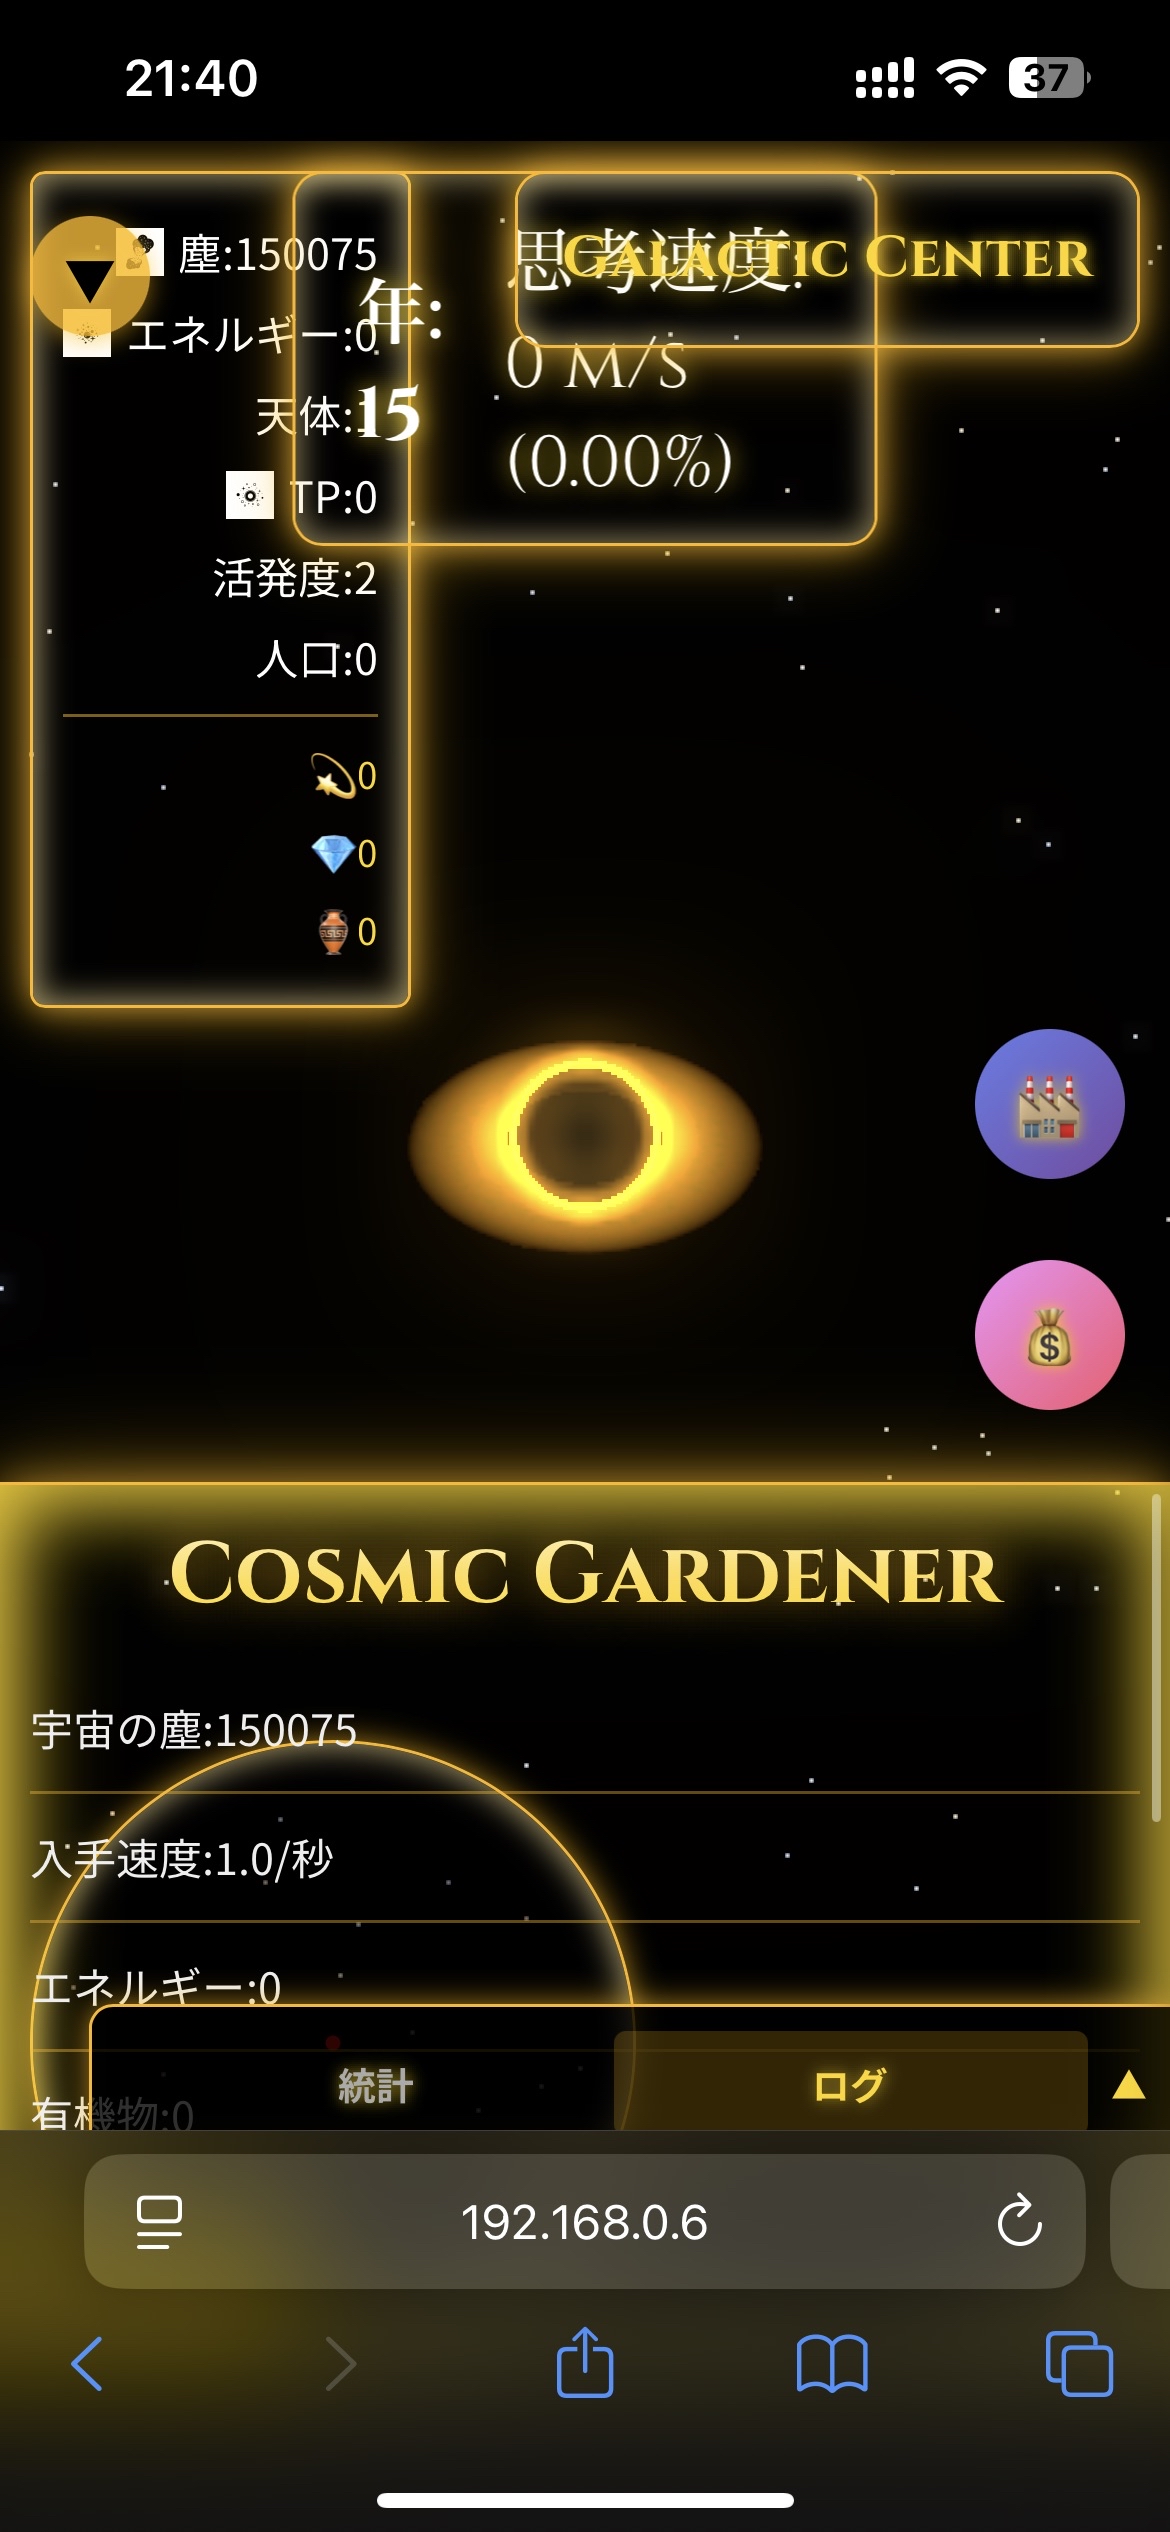 21:40
37
塵:150075
エネルギー:0
天体:
TP:0
活発度:2
人口:0
0
0
0
年:
15
思考速度:
0 M/S
(0.00%)
GALACTIC CENTER
COSMIC GARDENER
宇宙の塵:150075
入手速度:1.0/秒
エネルギー:0
有機物:0
統計
ログ
192.168.0.6